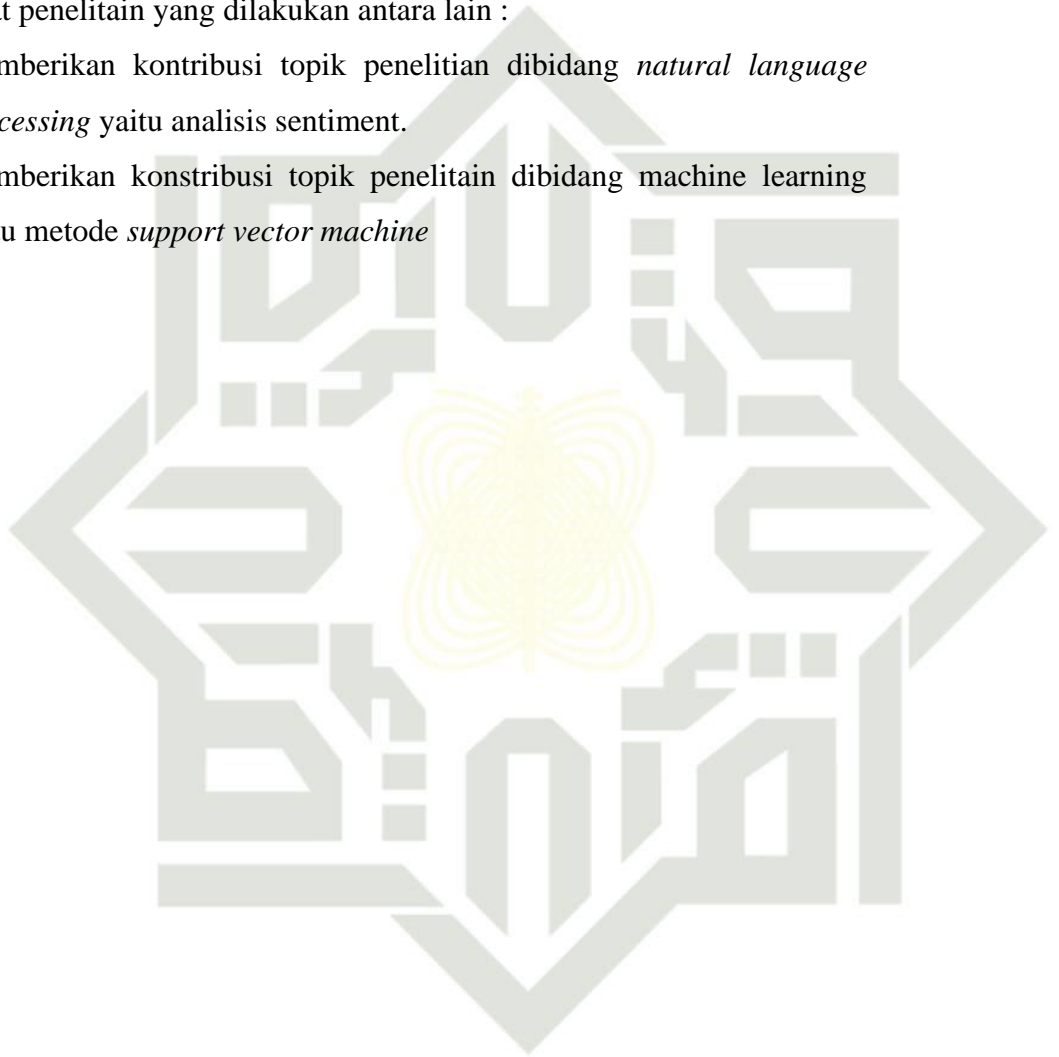 at penelitain yang dilakukan antara lain :
mberikan kontribusi topik penelitian dibidang natural language
cessing yaitu analisis sentiment.
mberikan konstribusi topik penelitain dibidang machine learning
u metode support vector machine